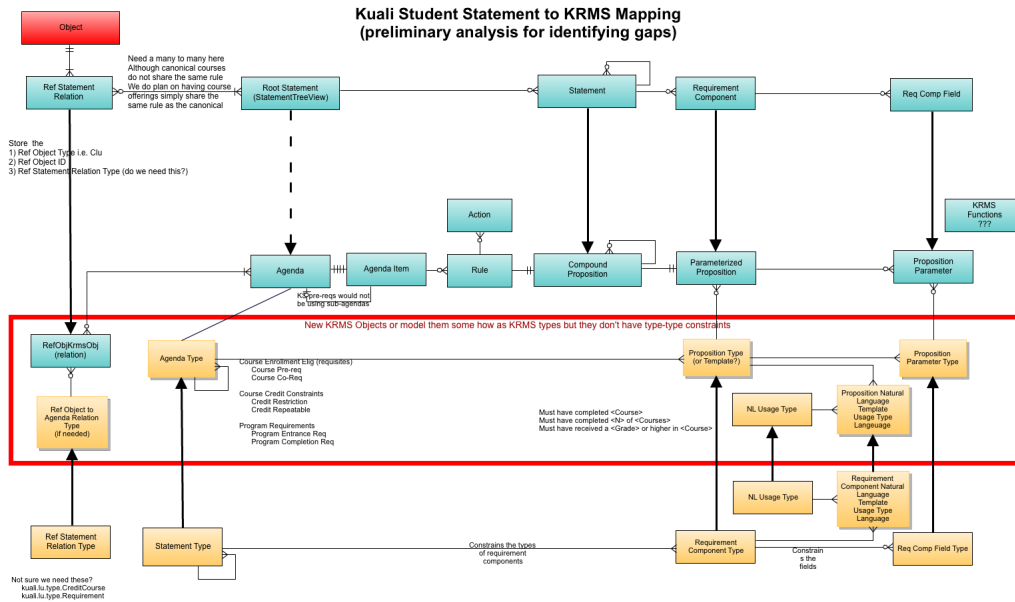 Kuali Student Statement to KRMS Mapping
(preliminary analysis for identifying gaps)
Object
Need a many to many here
Although canonical courses
do not share the same rule
We do plan on having course
offerings simply share the
same rule as the canonical
Ref Statement
Relation
Root Statement
(StatementTreeView)
Statement
Requirement
Component
Req Comp Field
Store the
1) Ref Object Type i.e. Clu
2) Ref Object ID
3) Ref Statement Relation Type (do we need this?)
Action
KRMS
Functions
???
Agenda
Agenda Item
Rule
Compound
Proposition
Parameterized
Proposition
Proposition
Parameter
KS pre-reqs would not
be using sub-agendas
New KRMS Objects or model them some how as KRMS types but they don't have type-type constraints
RefObjKrmsObj
(relation)
Agenda Type
Proposition Type
(or Template?)
Proposition
Parameter Type
Course Enrollment Elig (requisites)
Course Pre-req
Course Co-Req
Course Credit Constraints
Credit Restriction
Credit Repeatable
Program Requirements
Program Entrance Req
Program Completion Req
Ref Object to
Agenda Relation
Type
(if needed)
Must have completed <Course>
Must have completed <N> of <Courses>
Must have received a <Grade> or higher in <Course>
NL Usage Type
Proposition Natural
Language
Template
Usage Type
Langeuage
NL Usage Type
Requirement
Component Natural
Language
Template
Usage Type
Language
Ref Statement
Relation Type
Statement Type
Constrains the types
of requirement
components
Requirement
Component Type
Constrain
s the
fields
Req Comp Field Type
Not sure we need these?
kuali.lu.type.CreditCourse
kuali.lu.type.Requirement